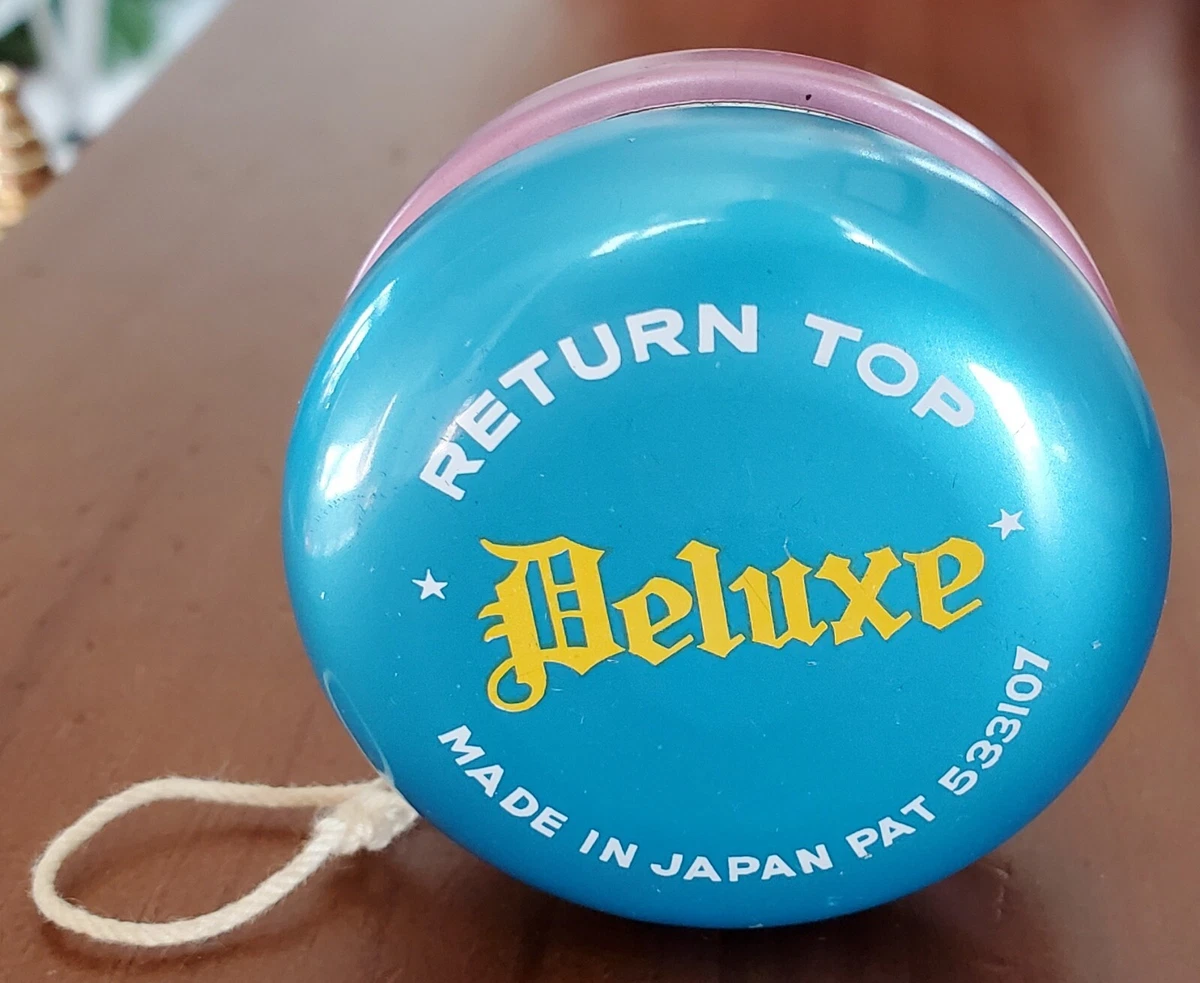 RETURN TOP
Deluxe
MADE IN JAPAN PAT 533107